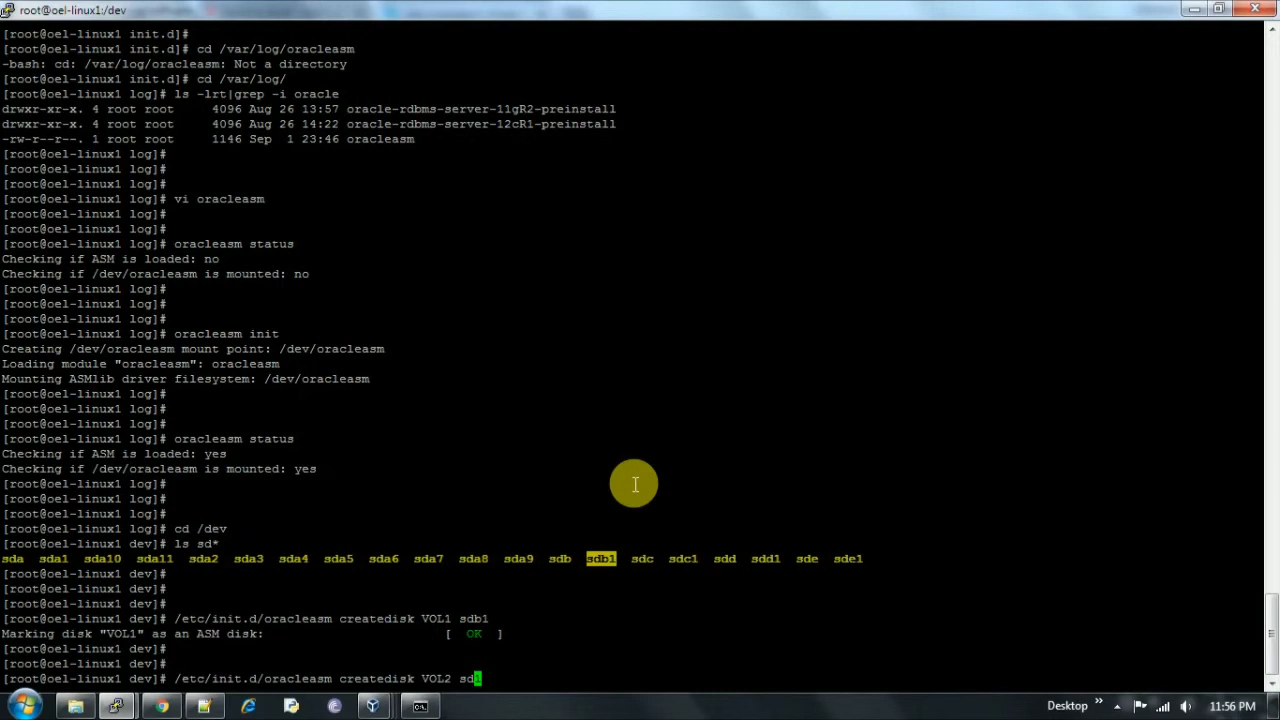 root@oel-linux1:/dev
[root@oel-linux1 init.d]#
[root@oel-linux1 init.d]# cd /var/log/oracleasm
-bash: cd: /var/log/oracleasm: Not a directory
[root@oel-linux1 init.d]# cd /var/log/
[root@oel-linux1 log]# ls -lrt|grep -i oracle
drwxr-xr-x. 4 root root     4096 Aug 26 13:57 oracle-rdbms-server-11gR2-preinstall
drwxr-xr-x. 4 root root     4096 Aug 26 14:22 oracle-rdbms-server-12cR1-preinstall
-rw-r--r--. 1 root root     1146 Sep  1 23:46 oracleasm
[root@oel-linux1 log]#
[root@oel-linux1 log]#
[root@oel-linux1 log]#
[root@oel-linux1 log]# vi oracleasm
[root@oel-linux1 log]#
[root@oel-linux1 log]#
[root@oel-linux1 log]# oracleasm status
Checking if ASM is loaded: no
Checking if /dev/oracleasm is mounted: no
[root@oel-linux1 log]#
[root@oel-linux1 log]#
[root@oel-linux1 log]#
[root@oel-linux1 log]# oracleasm init
Creating /dev/oracleasm mount point: /dev/oracleasm
Loading module "oracleasm": oracleasm
Mounting ASMlib driver filesystem: /dev/oracleasm
[root@oel-linux1 log]#
[root@oel-linux1 log]#
[root@oel-linux1 log]#
[root@oel-linux1 log]# oracleasm status
Checking if ASM is loaded: yes
Checking if /dev/oracleasm is mounted: yes
[root@oel-linux1 log]#
[root@oel-linux1 log]#
[root@oel-linux1 log]#
[root@oel-linux1 log]# cd /dev
[root@oel-linux1 dev]# ls sd*
sda  sda1  sda10  sda11  sda2  sda3  sda4  sda5  sda6  sda7  sda8  sda9  sdb  sdb1  sdc  sdc1  sdd  sdd1  sde  sde1
[root@oel-linux1 dev]#
[root@oel-linux1 dev]#
[root@oel-linux1 dev]#
[root@oel-linux1 dev]# /etc/init.d/oracleasm createdisk VOL1 sdb1
Marking disk "VOL1" as an ASM disk:                        [  OK  ]
[root@oel-linux1 dev]#
[root@oel-linux1 dev]#
[root@oel-linux1 dev]# /etc/init.d/oracleasm createdisk VOL2 sd1
Desktop
11:56 PM